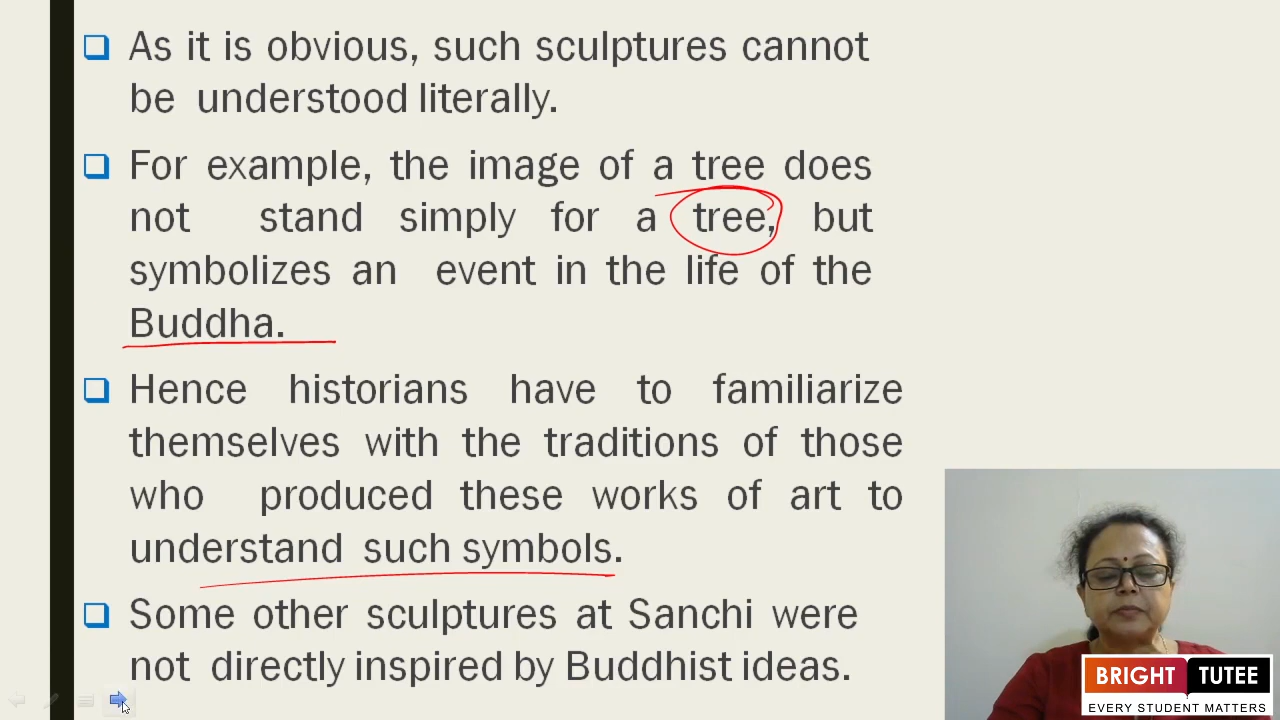 As it is obvious, such sculptures cannot
be understood literally.
For example, the image of a tree does
not stand simply for a tree, but
symbolizes an event in the life of the
Buddha.
Hence historians have to familiarize
themselves with the traditions of those
who produced these works of art to
understand such symbols.
Some other sculptures at Sanchi were
not directly inspired by Buddhist ideas.
BRIGHT TUTEE
EVERY STUDENT MATTERS